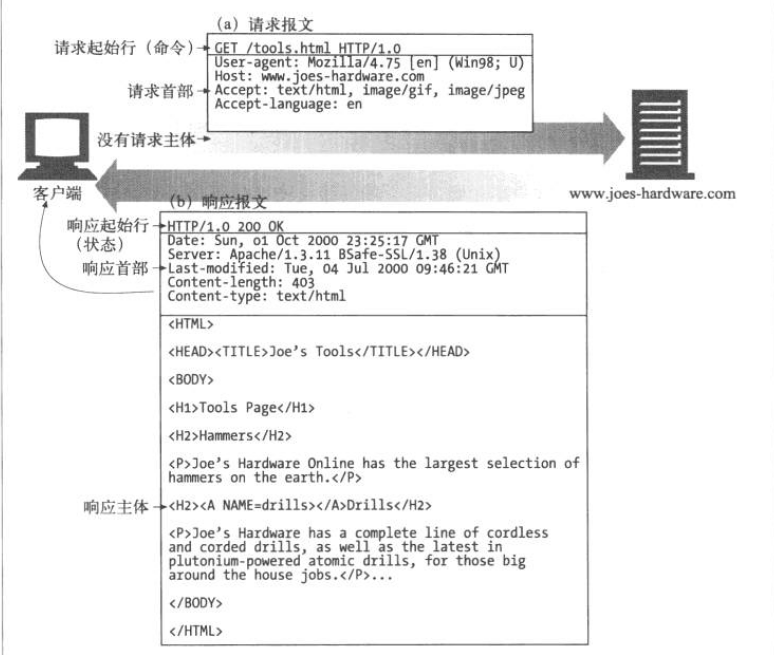 (a) 请求报文
请求起始行（命令）
GET /tools.html HTTP/1.0
User-agent: Mozilla/4.75 [en] (Win98; U)
Host: www.joes-hardware.com
请求首部
Accept: text/html, image/gif, image/jpeg
Accept-language: en
没有请求主体
客户端
www.joes-hardware.com
(b) 响应报文
响应起始行
（状态）
HTTP/1.0 200 OK
Date: Sun, 01 Oct 2000 23:25:17 GMT
Server: Apache/1.3.11 BSafe-SSL/1.38 (Unix)
响应首部
Last-modified: Tue, 04 Jul 2000 09:46:21 GMT
Content-length: 403
Content-type: text/html
<HTML>
<HEAD><TITLE>Joe's Tools</TITLE></HEAD>
<BODY>
<H1>Tools Page</H1>
<H2>Hammers</H2>
<P>Joe's Hardware Online has the largest selection of
hammers on the earth.</P>
响应主体
<H2><A NAME=drills></A>Drills</H2>
<P>Joe's Hardware has a complete line of cordless
and corded drills, as well as the latest in
plutonium-powered atomic drills, for those big
around the house jobs.</P>...
</BODY>
</HTML>